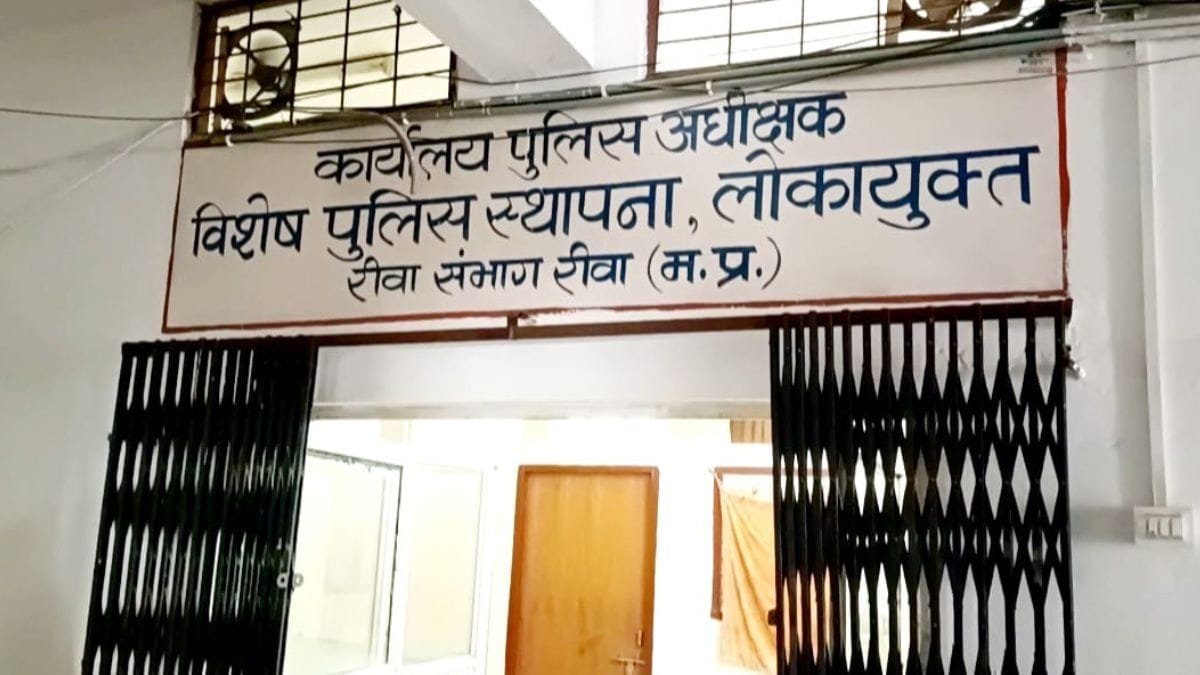 कार्यालय पुलिस अधीक्षक
विशेष पुलिस स्थापना, लोकायुक्त
रीवा संभाग रीवा (म.प्र.)